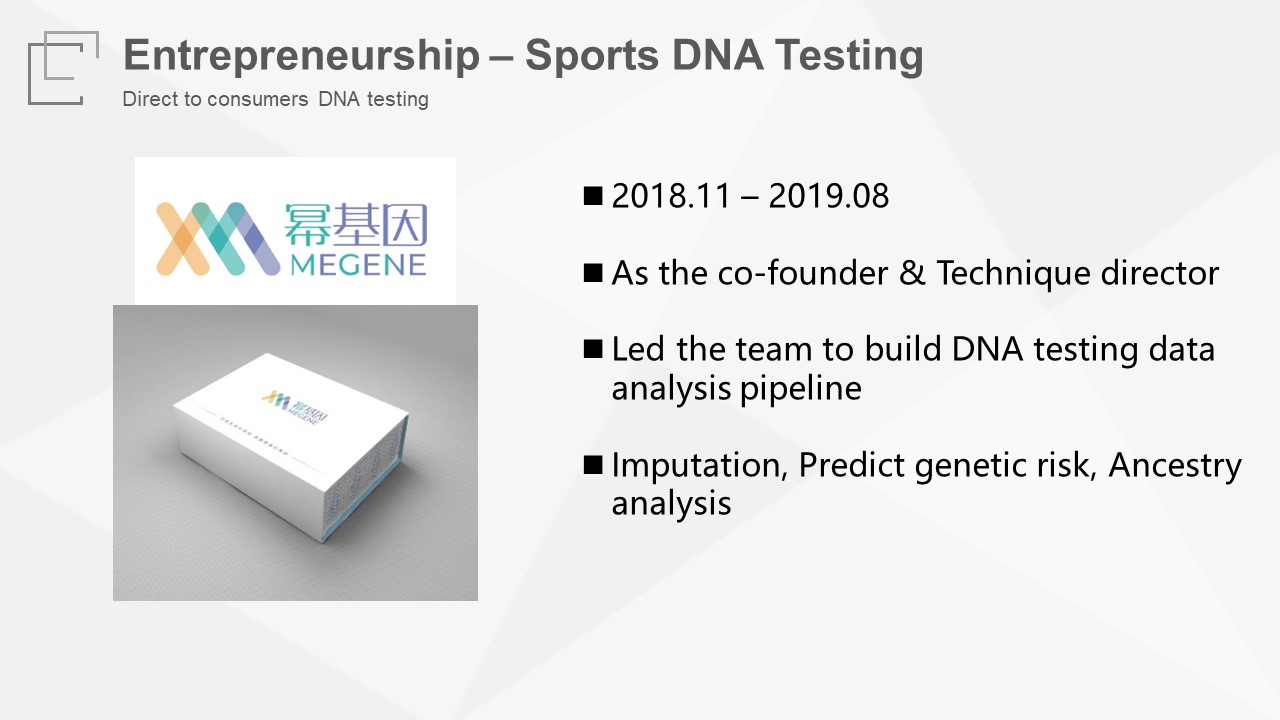 Entrepreneurship – Sports DNA Testing
Direct to consumers DNA testing
幂基因
MEGENE
幂基因
MEGENE
2018.11 – 2019.08
As the co-founder & Technique director
Led the team to build DNA testing data
analysis pipeline
Imputation, Predict genetic risk, Ancestry
analysis